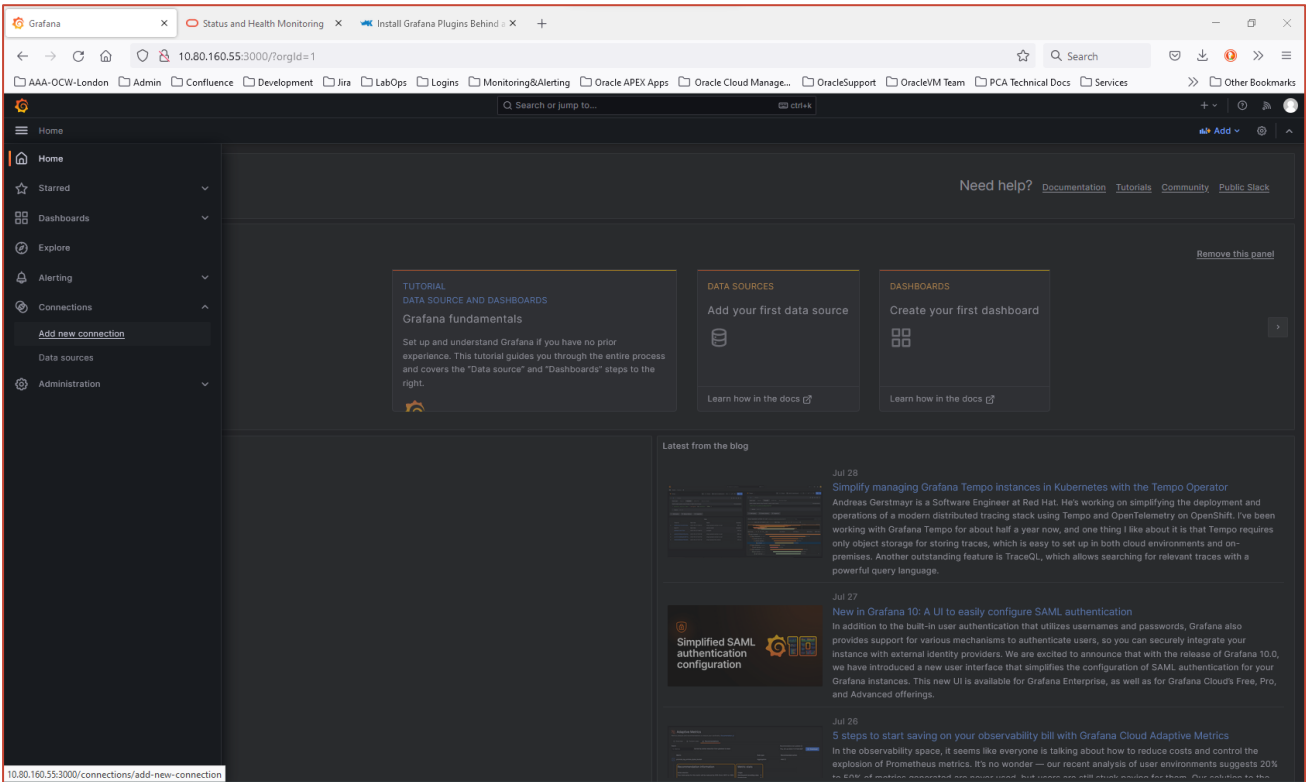 Grafana
Status and Health Monitoring
Install Grafana Plugins Behind a
10.80.160.55:3000/?orgId=1
Search
AAA-OCW-London
Admin
Confluence
Development
Jira
LabOps
Logins
Monitoring&Alerting
Oracle APEX Apps
Oracle Cloud Manage...
OracleSupport
OracleVM Team
PCA Technical Docs
Services
Other Bookmarks
Search or jump to...
ctrl+k
Home
Add
Home
Starred
Dashboards
Explore
Alerting
Connections
Add new connection
Data sources
Administration
Need help?
Documentation
Tutorials
Community
Public Slack
Remove this panel
TUTORIAL
DATA SOURCE AND DASHBOARDS
Grafana fundamentals
Set up and understand Grafana if you have no prior
experience. This tutorial guides you through the entire process
and covers the "Data source" and "Dashboards" steps to the
right.
DATA SOURCES
Add your first data source
Learn how in the docs
DASHBOARDS
Create your first dashboard
Learn how in the docs
Latest from the blog
Jul 28
Simplify managing Grafana Tempo instances in Kubernetes with the Tempo Operator
Andreas Gerstmayr is a Software Engineer at Red Hat. He's working on simplifying the deployment and
operations of a modern distributed tracing stack using Tempo and OpenTelemetry on OpenShift. I've been
working with Grafana Tempo for about half a year now, and one thing I like about it is that Tempo requires
only object storage for storing traces, which is easy to set up in both cloud environments and on-
premises. Another outstanding feature is TraceQL, which allows searching for relevant traces with a
powerful query language.
Simplified SAML
authentication
configuration
Jul 27
New in Grafana 10: A UI to easily configure SAML authentication
In addition to the built-in user authentication that utilizes usernames and passwords, Grafana also
provides support for various mechanisms to authenticate users, so you can securely integrate your
instance with external identity providers. We are excited to announce that with the release of Grafana 10.0,
we have introduced a new user interface that simplifies the configuration of SAML authentication for your
Grafana instances. This new UI is available for Grafana Enterprise, as well as for Grafana Cloud's Free, Pro,
and Advanced offerings.
Jul 26
5 steps to start saving on your observability bill with Grafana Cloud Adaptive Metrics
In the observability space, it seems like everyone is talking about how to reduce costs and control the
explosion of Prometheus metrics. It's no wonder — our recent analysis of user environments suggests 20%
to 50% of metrics generated are never used, but users are still stuck paying for them. Our solution to the
10.80.160.55:3000/connections/add-new-connection